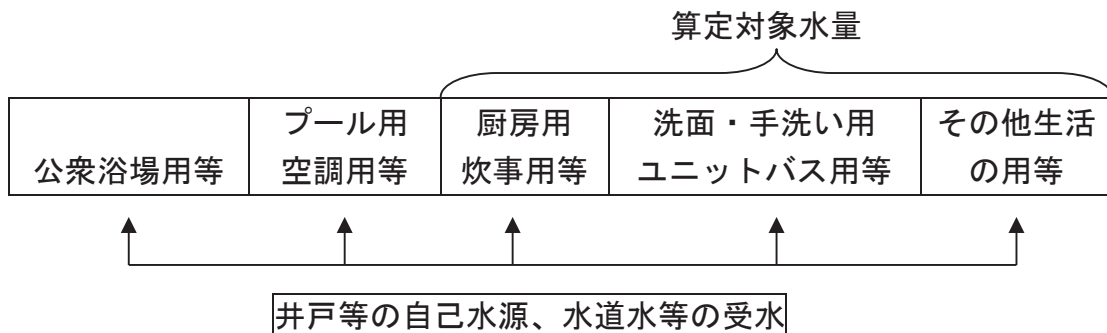 算定対象水量
公衆浴場用等
プール用
空調用等
厨房用
炊事用等
洗面・手洗い用
ユニットバス用等
その他生活
の用等
井戸等の自己水源、水道水等の受水